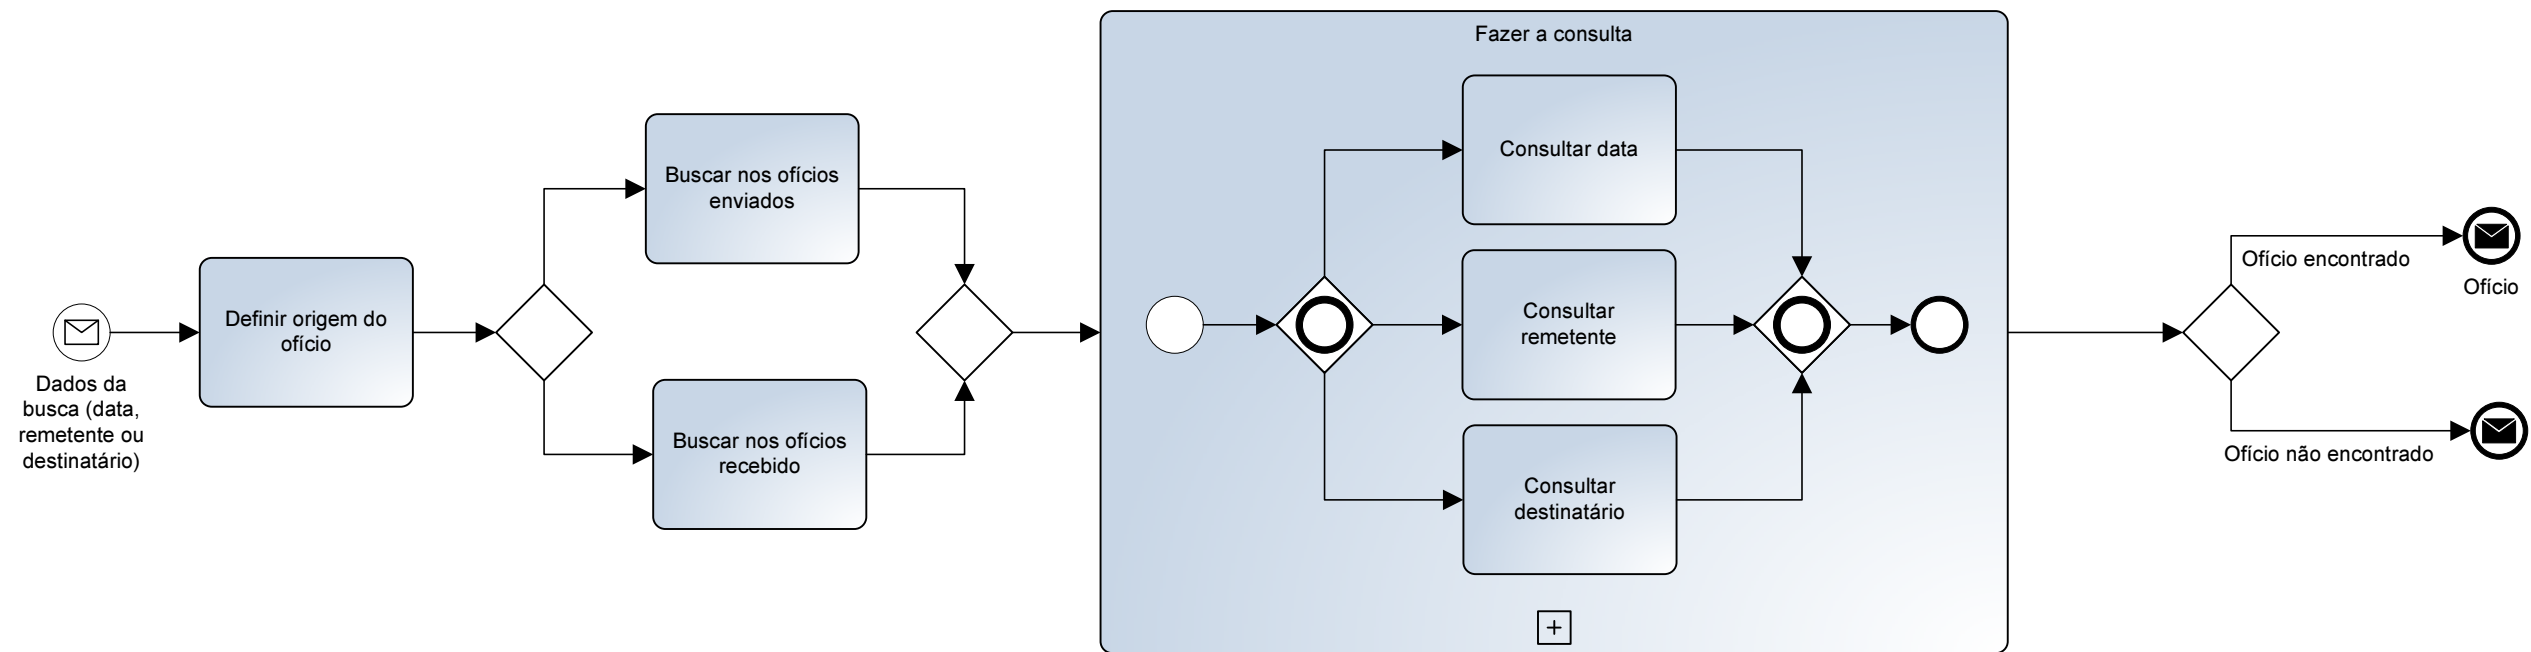 Dados da
busca (data,
remetente ou
destinatário)
Definir origem do
ofício
Buscar nos ofícios
enviados
Buscar nos ofícios
recebido
Fazer a consulta
Consultar data
Consultar
remetente
Consultar
destinatário
Ofício encontrado
Ofício
Ofício não encontrado